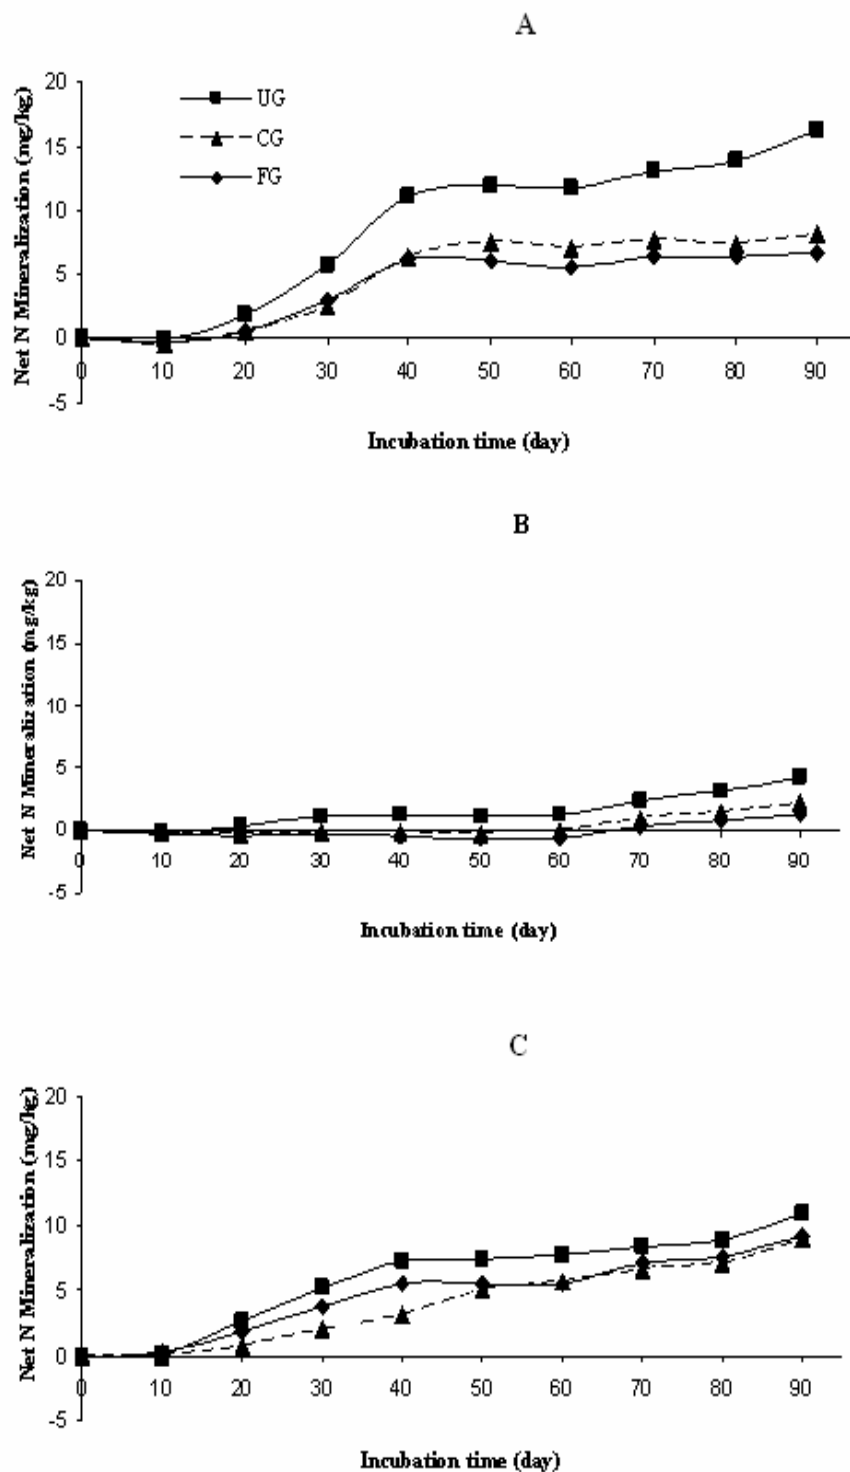 A
Net N Mineralization (mg/kg)
20
15
10
5
0
-5
UG
CG
FG
0 10 20 30 40 50 60 70 80 90
Incubation time (day)
B
Net N Mineralization (mg/kg)
20
15
10
5
0
-5
0 10 20 30 40 50 60 70 80 90
Incubation time (day)
C
Net N Mineralization (mg/kg)
20
15
10
5
0
-5
0 10 20 30 40 50 60 70 80 90
Incubation time (day)